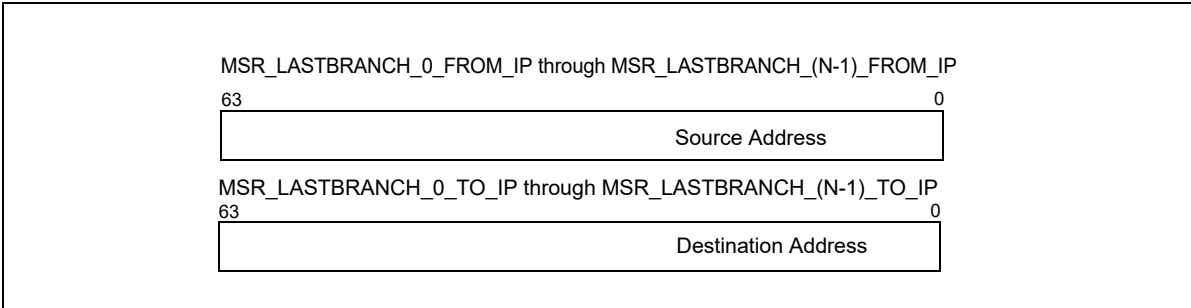 MSR_LASTBRANCH_0_FROM_IP through MSR_LASTBRANCH_(N-1)_FROM_IP
63 0
Source Address
MSR_LASTBRANCH_0_TO_IP through MSR_LASTBRANCH_(N-1)_TO_IP
63 0
Destination Address